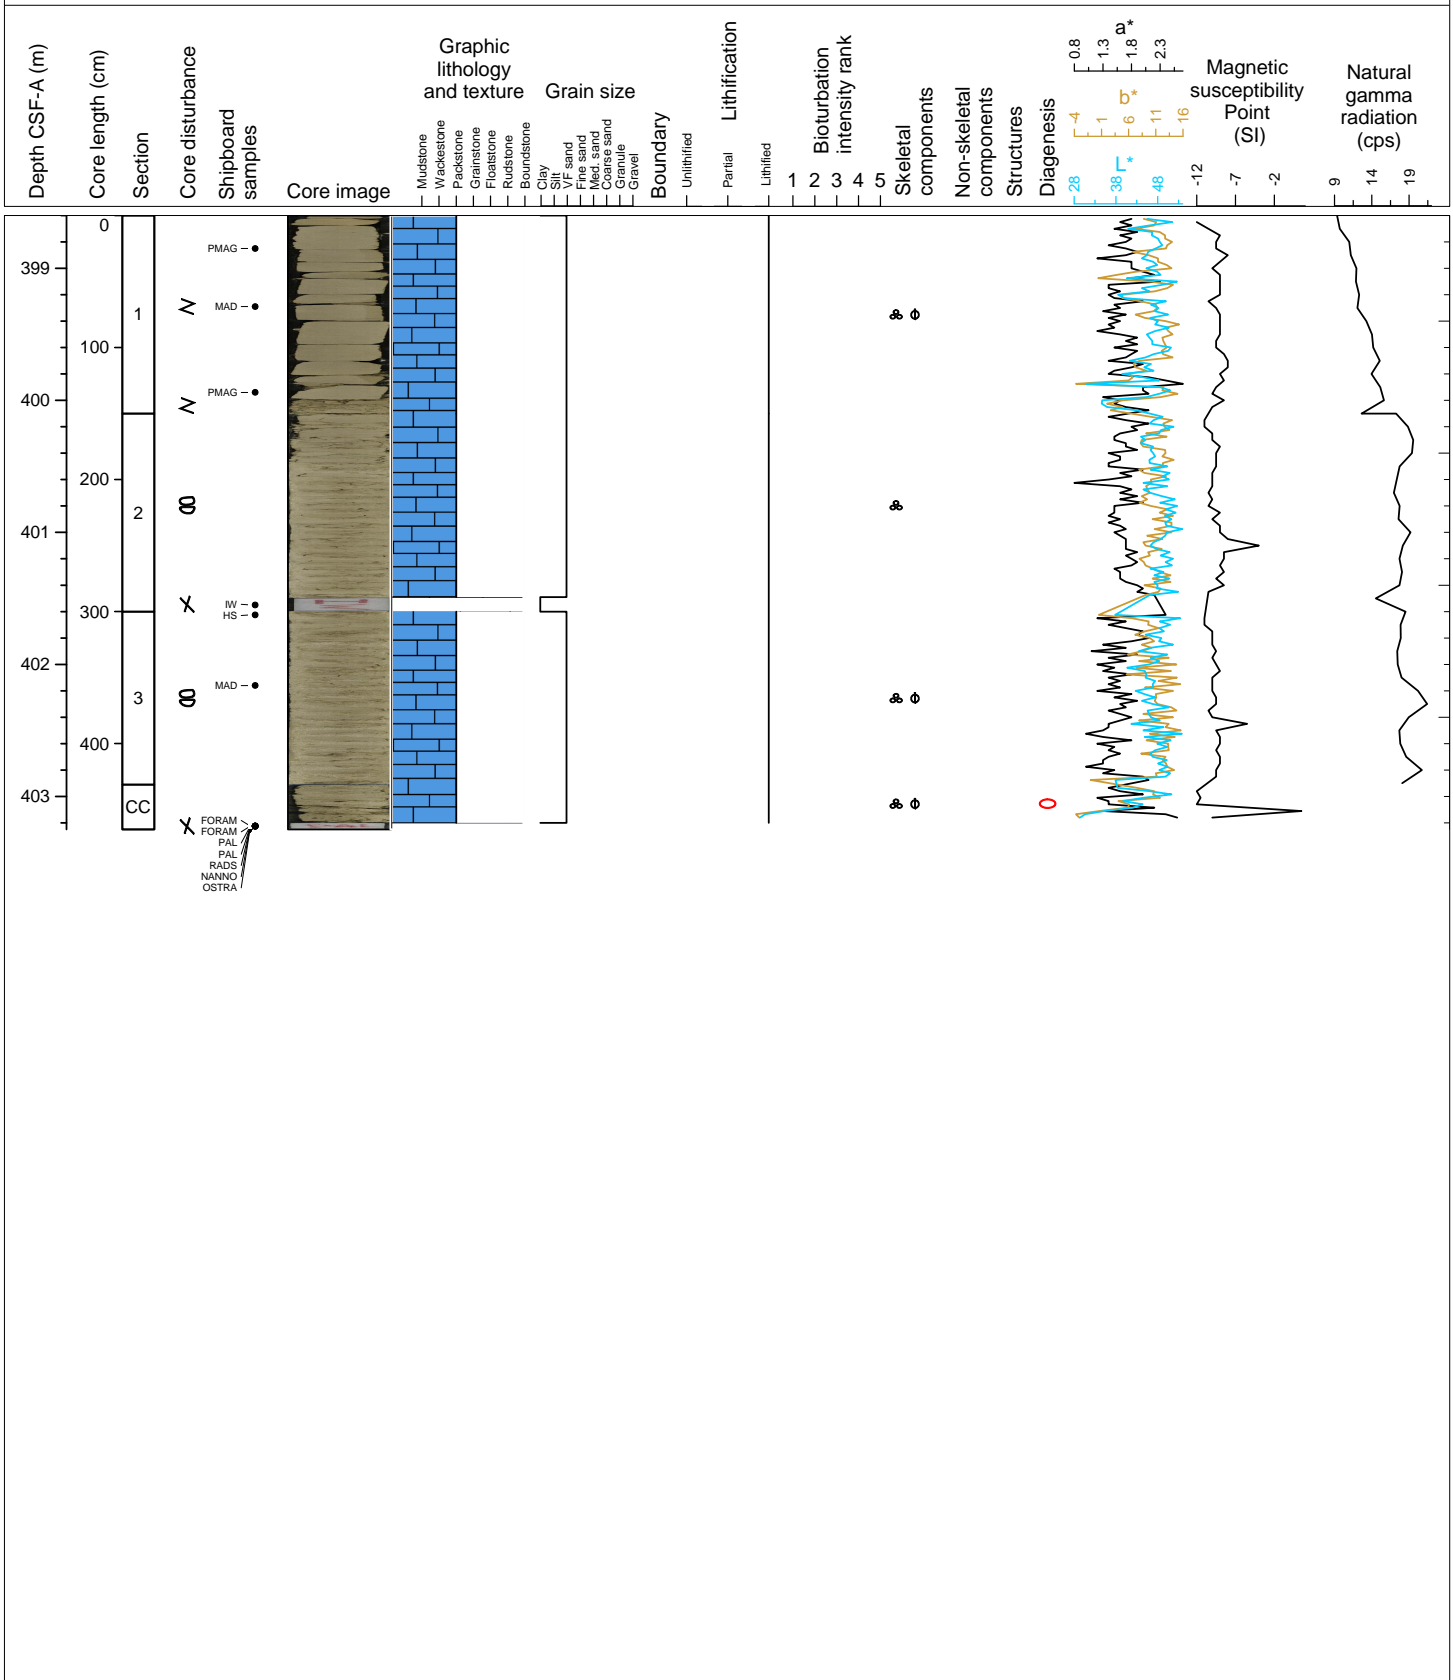 Depth CSF-A (m)
Core length (cm)
Section
Core disturbance
Shipboard
samples
Core image
Graphic
lithology
and texture
Mudstone
Wackestone
Packstone
Grainstone
Floatstone
Rudstone
Boundstone
Grain size
Clay
Silt
VF sand
Fine sand
Med. sand
Coarse sand
Granule
Gravel
Boundary
Lithification
Unlithified
Partial
Lithified
Bioturbation
intensity rank
1 2 3 4 5
Skeletal
components
Non-skeletal
components
Structures
Diagenesis
a*
0.8 1.3 1.8 2.3
b*
-4 1 6 11 16
L*
28 38 48
Magnetic
susceptibility
Point
(SI)
-12 -7 -2
Natural
gamma
radiation
(cps)
9 14 19
0
PMAG
399
MAD
1
100
PMAG
400
200
2
401
IW
300
HS
402
MAD
3
400
403
CC
FORAM
FORAM
PAL
PAL
RADS
NANNO
OSTRA